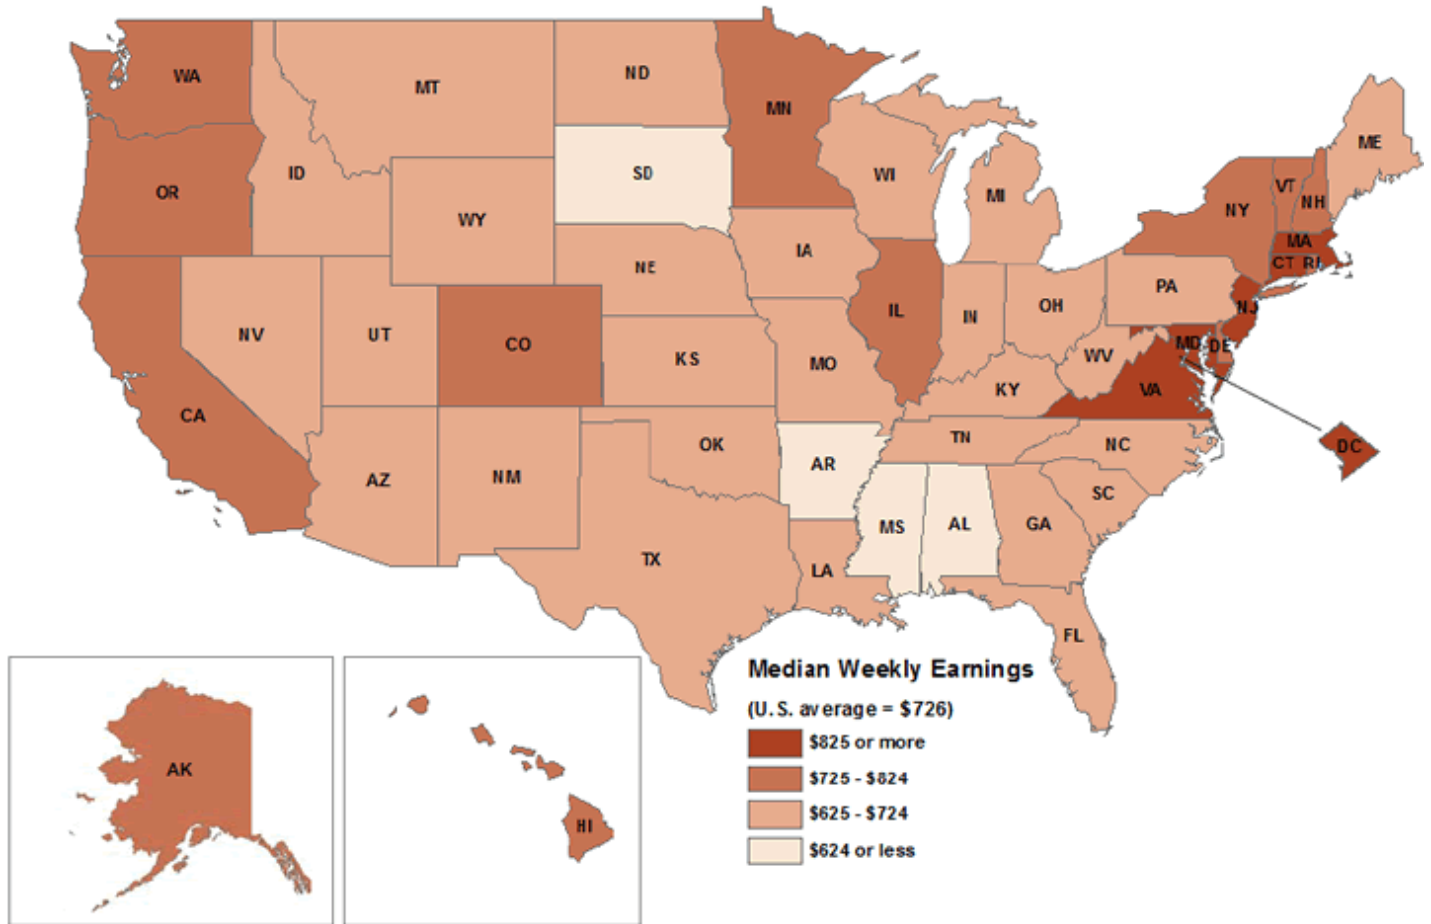 WA
MT
ND
MN
ME
ID
SD
WI
OR
MI
VT
NH
NY
WY
MA
IA
CT RI
NE
PA
NV
UT
CO
IL
IN
OH
NJ
KS
MO
WV
MD DE
KY
VA
CA
TN
NC
DC
OK
AZ
NM
AR
SC
MS
AL
GA
TX
LA
FL
AK
HI
Median Weekly Earnings
(U.S. average = $726)
$825 or more
$725 - $824
$625 - $724
$624 or less